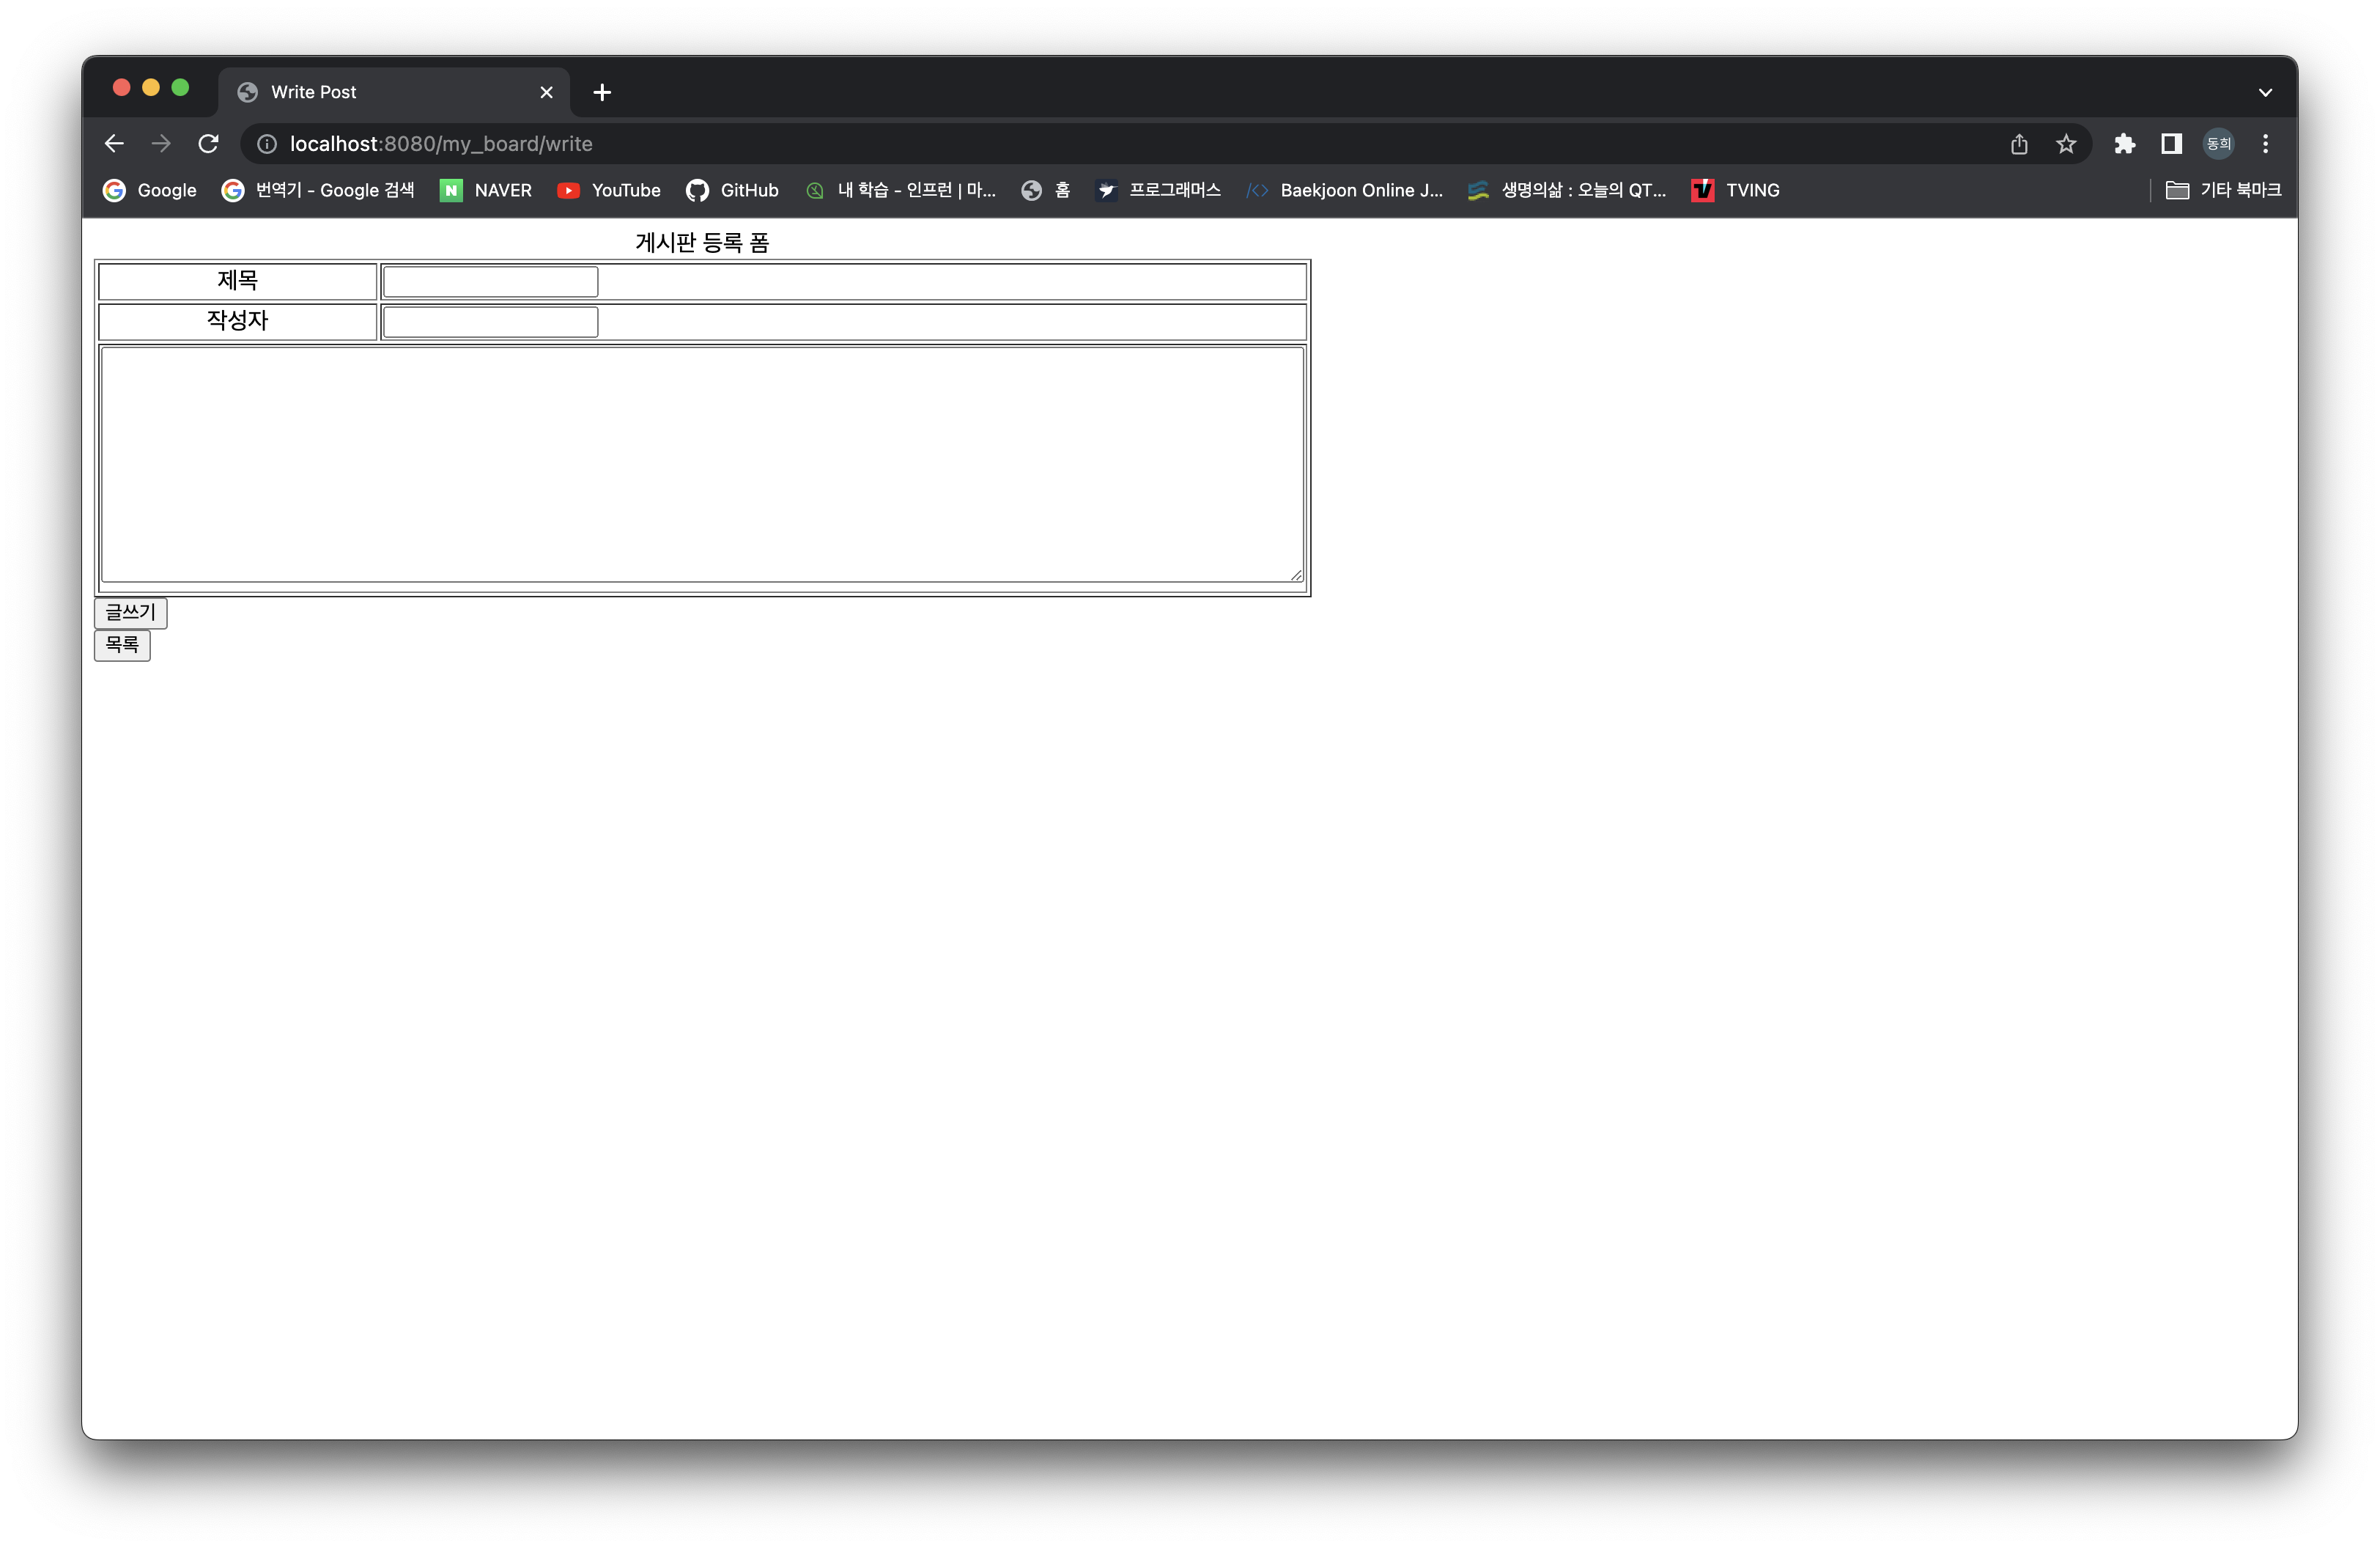 Write Post
localhost:8080/my_board/write
동희
Google
번역기 - Google 검색
N NAVER
YouTube
GitHub
내 학습 - 인프런 | 마...
홈
프로그래머스
Baekjoon Online J...
생명의삶 : 오늘의 QT...
TVING
기타 북마크
게시판 등록 폼
제목
작성자
글쓰기
목록